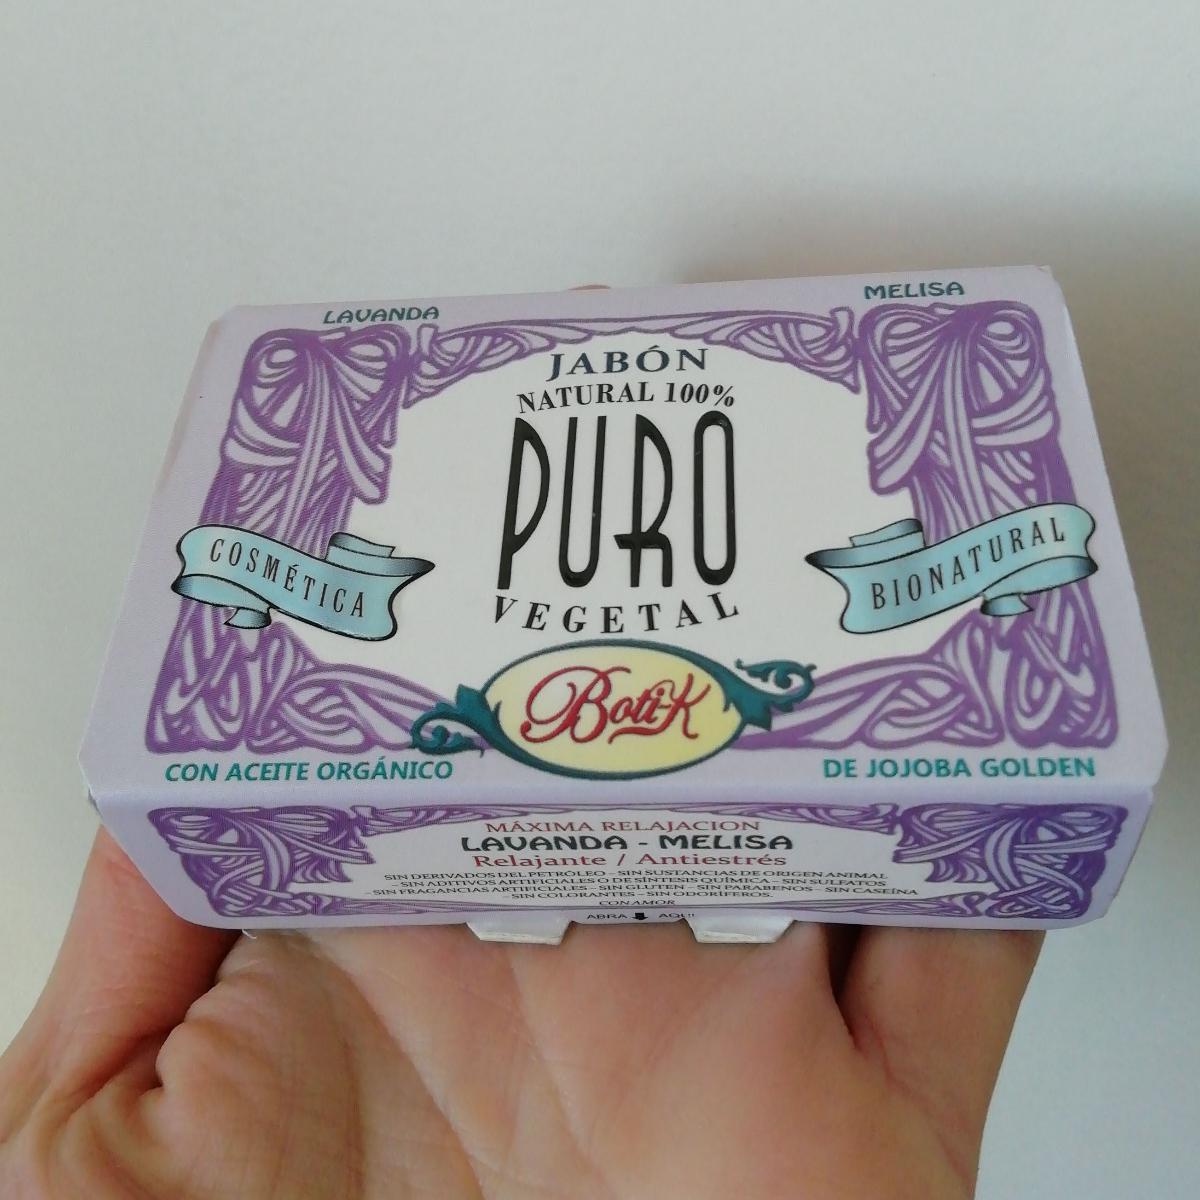 LAVANDA
MELISA
JABÓN
NATURAL 100%
PURO
VEGETAL
COSMÉTICA
BIONATURAL
Boti-K
CON ACEITE ORGÁNICO
DE JOJOBA GOLDEN
MÁXIMA RELAJACION
LAVANDA - MELISA
Relajante / Antiestrés
SIN DERIVADOS DEL PETRÓLEO - SIN SUSTANCIAS DE ORIGEN ANIMAL
- SIN ADITIVOS ARTIFICIALES O DE SÍNTESIS QUÍMICA - SIN SULFATOS
- SIN FRAGANCIAS ARTIFICIALES - SIN GLUTEN - SIN PARABENOS - SIN CASEÍNA
- SIN COLORANTES - SIN ODORÍFEROS.
CON AMOR
ABRA AQUI